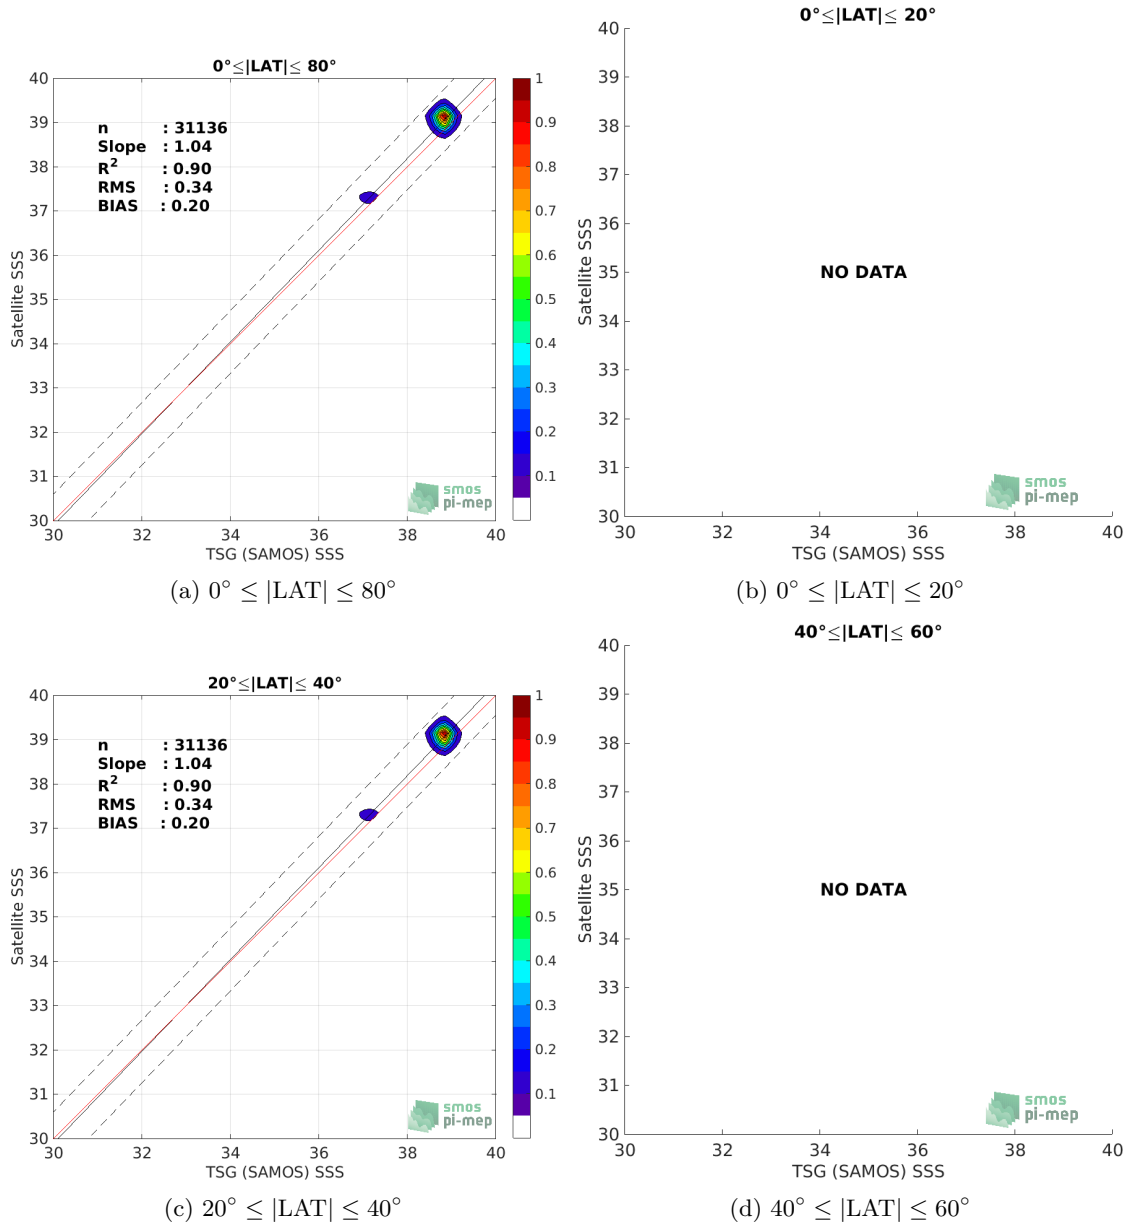 0°≤|LAT|≤ 80°
40
39
38
37
36
35
34
33
32
31
30
Satellite SSS
n : 31136
Slope : 1.04
R² : 0.90
RMS : 0.34
BIAS : 0.20
1
0.9
0.8
0.7
0.6
0.5
0.4
0.3
0.2
0.1
smos
pi-mep
30 32 34 36 38 40
TSG (SAMOS) SSS
(a) 0° ≤ |LAT| ≤ 80°
0°≤|LAT|≤ 20°
40
39
38
37
36
35
34
33
32
31
30
Satellite SSS
NO DATA
smos
pi-mep
30 32 34 36 38 40
TSG (SAMOS) SSS
(b) 0° ≤ |LAT| ≤ 20°
20°≤|LAT|≤ 40°
40
39
38
37
36
35
34
33
32
31
30
Satellite SSS
n : 31136
Slope : 1.04
R² : 0.90
RMS : 0.34
BIAS : 0.20
1
0.9
0.8
0.7
0.6
0.5
0.4
0.3
0.2
0.1
smos
pi-mep
30 32 34 36 38 40
TSG (SAMOS) SSS
(c) 20° ≤ |LAT| ≤ 40°
40°≤|LAT|≤ 60°
40
39
38
37
36
35
34
33
32
31
30
Satellite SSS
NO DATA
smos
pi-mep
30 32 34 36 38 40
TSG (SAMOS) SSS
(d) 40° ≤ |LAT| ≤ 60°